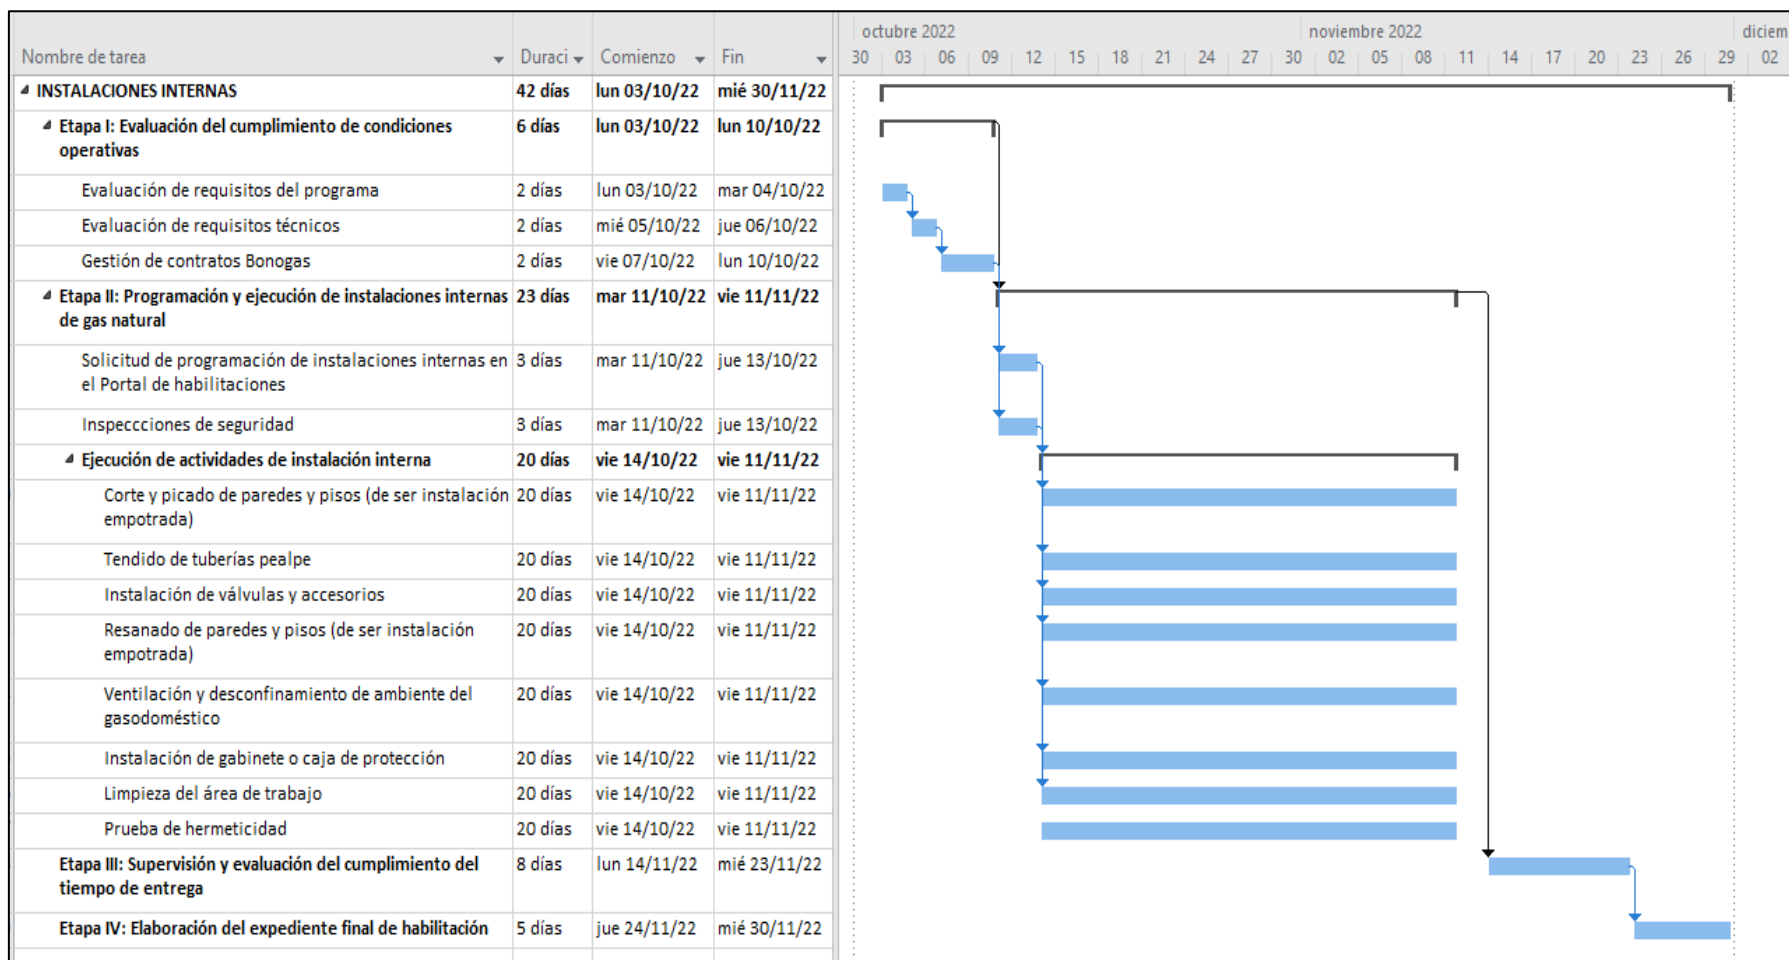 octubre 2022 noviembre 2022 diciem
Nombre de tarea Duraci Comienzo Fin 30 03 06 09 12 15 18 21 24 27 30 02 05 08 11 14 17 20 23 26 29 02
INSTALACIONES INTERNAS 42 días lun 03/10/22 mié 30/11/22
Etapa I: Evaluación del cumplimiento de condiciones 6 días lun 03/10/22 lun 10/10/22
operativas
Evaluación de requisitos del programa 2 días lun 03/10/22 mar 04/10/22
Evaluación de requisitos técnicos 2 días mié 05/10/22 jue 06/10/22
Gestión de contratos Bonogas 2 días vie 07/10/22 lun 10/10/22
Etapa II: Programación y ejecución de instalaciones internas 23 días mar 11/10/22 vie 11/11/22
de gas natural
Solicitud de programación de instalaciones internas en 3 días mar 11/10/22 jue 13/10/22
el Portal de habilitaciones
Inspeccciones de seguridad 3 días mar 11/10/22 jue 13/10/22
Ejecución de actividades de instalación interna 20 días vie 14/10/22 vie 11/11/22
Corte y picado de paredes y pisos (de ser instalación 20 días vie 14/10/22 vie 11/11/22
empotrada)
Tendido de tuberías pealpe 20 días vie 14/10/22 vie 11/11/22
Instalación de válvulas y accesorios 20 días vie 14/10/22 vie 11/11/22
Resanado de paredes y pisos (de ser instalación 20 días vie 14/10/22 vie 11/11/22
empotrada)
Ventilación y desconfinamiento de ambiente del 20 días vie 14/10/22 vie 11/11/22
gasodoméstico
Instalación de gabinete o caja de protección 20 días vie 14/10/22 vie 11/11/22
Limpieza del área de trabajo 20 días vie 14/10/22 vie 11/11/22
Prueba de hermeticidad 20 días vie 14/10/22 vie 11/11/22
Etapa III: Supervisión y evaluación del cumplimiento del 8 días lun 14/11/22 mié 23/11/22
tiempo de entrega
Etapa IV: Elaboración del expediente final de habilitación 5 días jue 24/11/22 mié 30/11/22